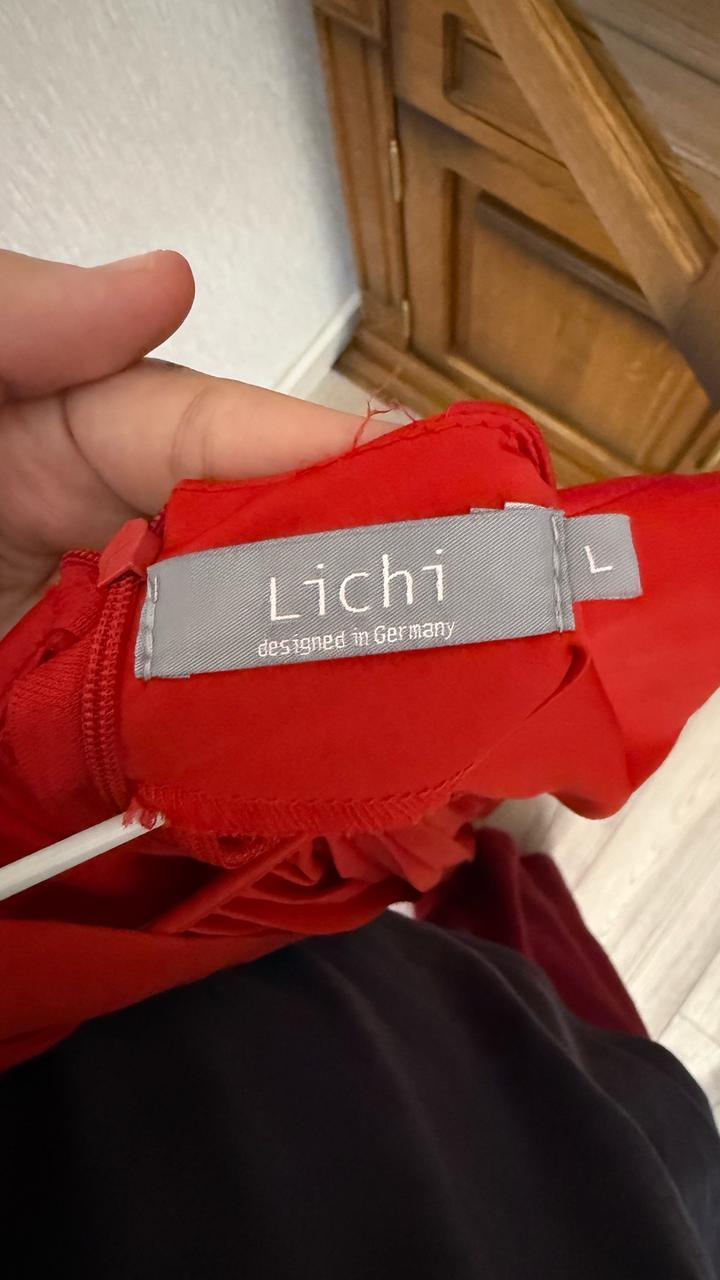 Lichi
designed in Germany
L